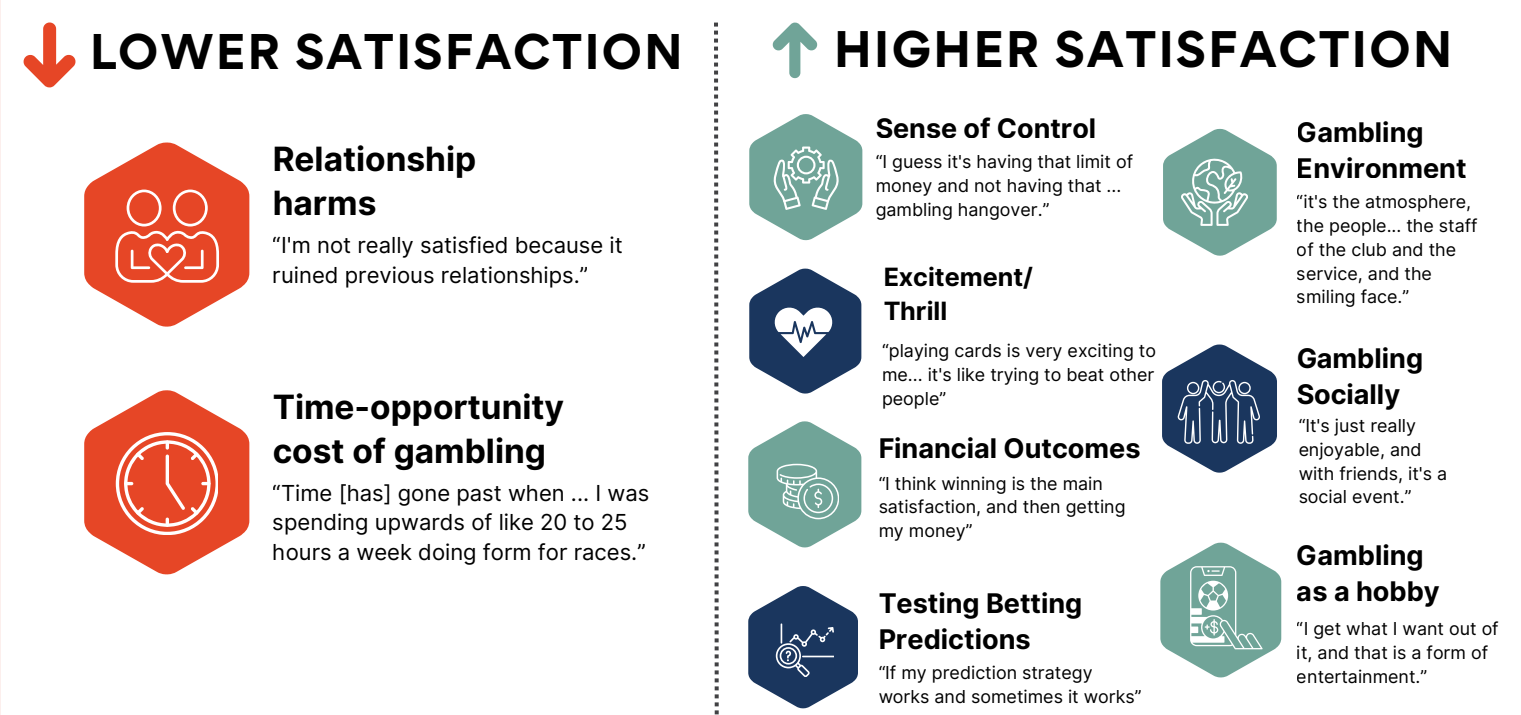 LOWER SATISFACTION
Relationship
harms
“I'm not really satisfied because it
ruined previous relationships.”
Time-opportunity
cost of gambling
“Time [has] gone past when ... I was
spending upwards of like 20 to 25
hours a week doing form for races.”
HIGHER SATISFACTION
Sense of Control
“I guess it's having that limit of
money and not having that ...
gambling hangover.”
Excitement/
Thrill
“playing cards is very exciting to
me... it's like trying to beat other
people”
Financial Outcomes
“I think winning is the main
satisfaction, and then getting
my money”
$
Testing Betting
Predictions
“If my prediction strategy
works and sometimes it works”
?
Gambling
Environment
“it's the atmosphere,
the people... the staff
of the club and the
service, and the
smiling face.”
Gambling
Socially
“It's just really
enjoyable, and
with friends, it's a
social event.”
Gambling
as a hobby
“I get what I want out of
it, and that is a form of
entertainment.”
+$